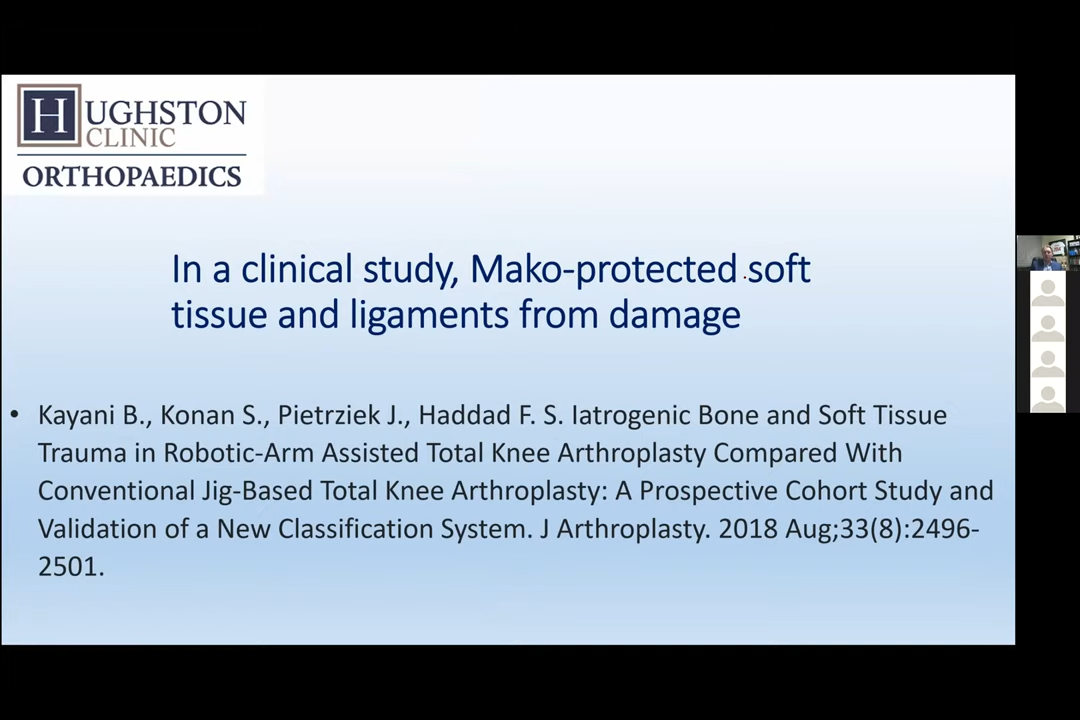 HUGHSTON
CLINIC
ORTHOPAEDICS
In a clinical study, Mako-protected soft
tissue and ligaments from damage
• Kayani B., Konan S., Pietrziek J., Haddad F. S. Iatrogenic Bone and Soft Tissue
Trauma in Robotic-Arm Assisted Total Knee Arthroplasty Compared With
Conventional Jig-Based Total Knee Arthroplasty: A Prospective Cohort Study and
Validation of a New Classification System. J Arthroplasty. 2018 Aug;33(8):2496-
2501.